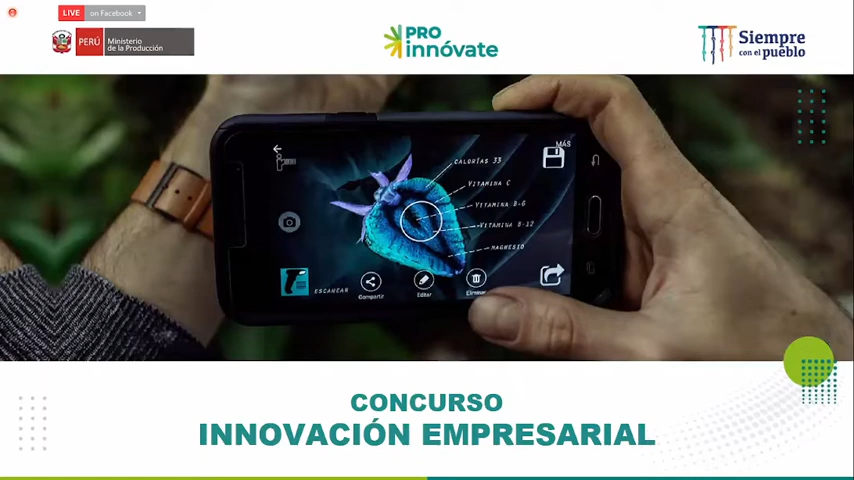 LIVE on Facebook
PERÚ
Ministerio
de la Producción
PRO
innóvate
Siempre
con el pueblo
MÁS
CALORÍAS 33
VITAMINA C
VITAMINA B-6
VITAMINA B-12
MAGNESIO
ESCANEAR
Compartir
Editar
Eliminar
CONCURSO
INNOVACIÓN EMPRESARIAL